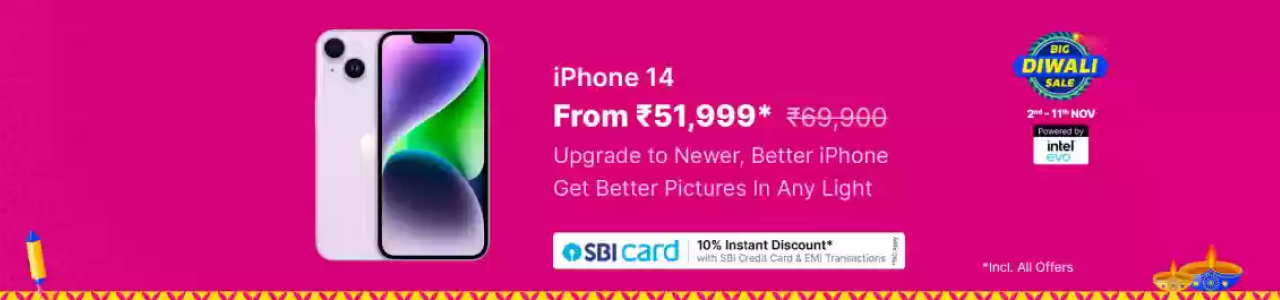 iPhone 14
From ₹51,999* ₹69,900
Upgrade to Newer, Better iPhone
Get Better Pictures In Any Light
SBI card
10% Instant Discount*
with SBI Credit Card & EMI Transactions
BIG
DIWALI
SALE
2nd - 11th NOV
Powered by
intel
evo
*Incl. All Offers